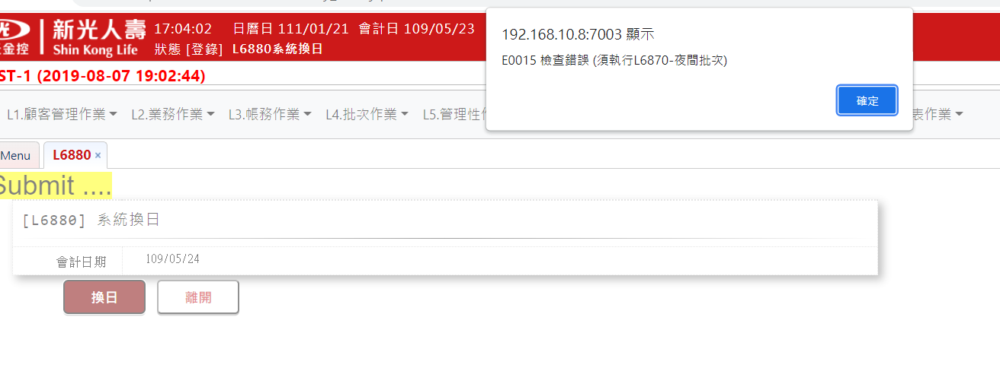 192.168.10.8:7003 顯示
E0015 檢查錯誤 (須執行L6870-夜間批次)
確定
新光人壽
Shin Kong Life
金控
17:04:02 日曆日 111/01/21 會計日 109/05/23
狀態 [登錄] L6880系統換日
ST-1 (2019-08-07 19:02:44)
L1.顧客管理作業 L2.業務作業 L3.帳務作業 L4.批次作業 L5.管理性作 表作業
Menu L6880 ×
Submit ....
[L6880] 系統換日
會計日期 109/05/24
換日 離開